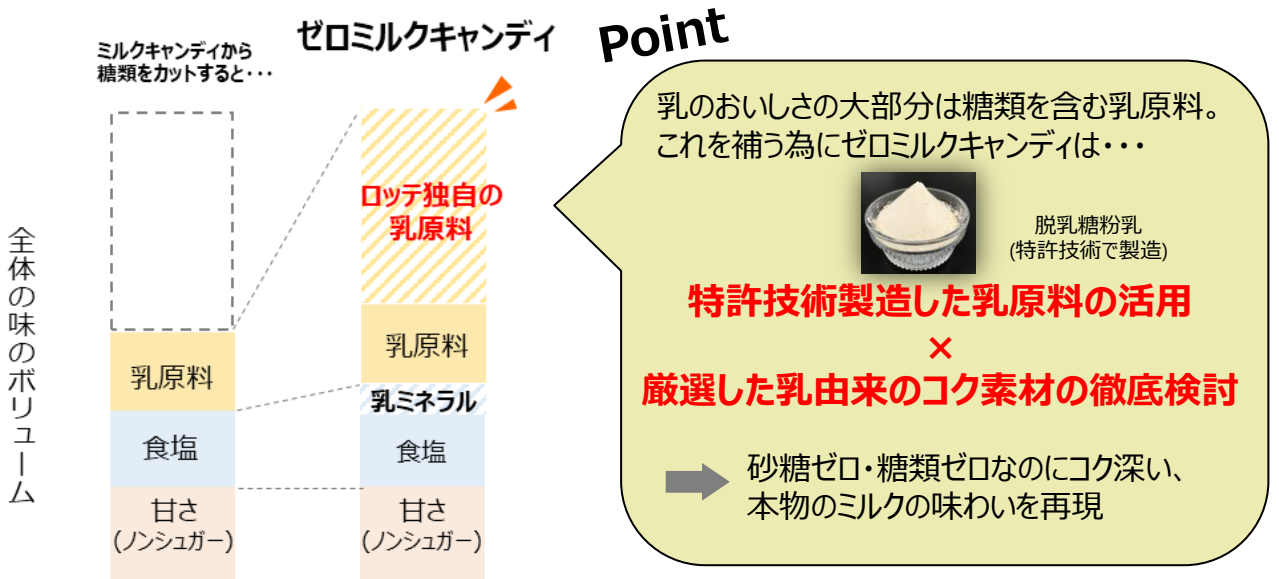 ミルクキャンディから
糖類をカットすると・・・
ゼロミルクキャンディ
全体の味のボリューム
乳原料
食塩
甘さ
(ノンシュガー)
ロッテ独自の
乳原料
乳原料
乳ミネラル
食塩
甘さ
(ノンシュガー)
Point
乳のおいしさの大部分は糖類を含む乳原料。
これを補う為にゼロミルクキャンディは・・・
脱乳糖粉乳
(特許技術で製造)
特許技術製造した乳原料の活用
×
厳選した乳由来のコク素材の徹底検討
砂糖ゼロ・糖類ゼロなのにコク深い、
本物のミルクの味わいを再現